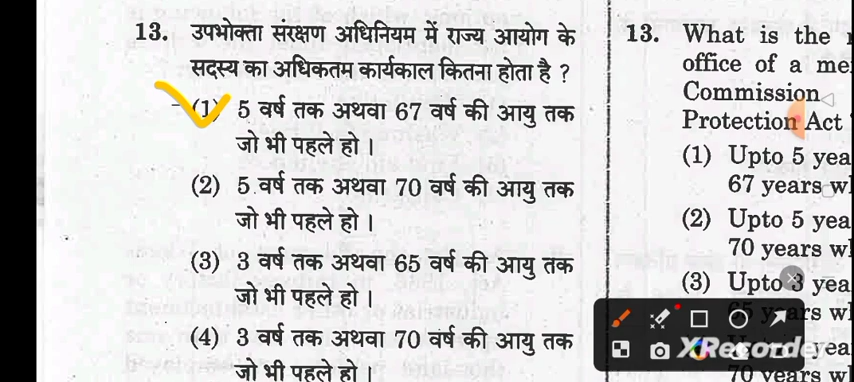 13. उपभोक्ता संरक्षण अधिनियम में राज्य आयोग के
सदस्य का अधिकतम कार्यकाल कितना होता है ?
(1) 5 वर्ष तक अथवा 67 वर्ष की आयु तक
जो भी पहले हो ।
(2) 5 वर्ष तक अथवा 70 वर्ष की आयु तक
जो भी पहले हो ।
(3) 3 वर्ष तक अथवा 65 वर्ष की आयु तक
जो भी पहले हो ।
(4) 3 वर्ष तक अथवा 70 वर्ष की आयु तक
जो भी पहले हो ।
13. What is the
office of a me
Commission
Protection Act
(1) Upto 5 yea
67 years w
(2) Upto 5 yea
70 years w
(3) Upto 3 yea
65 years w
yea
70 years w
XRecorder